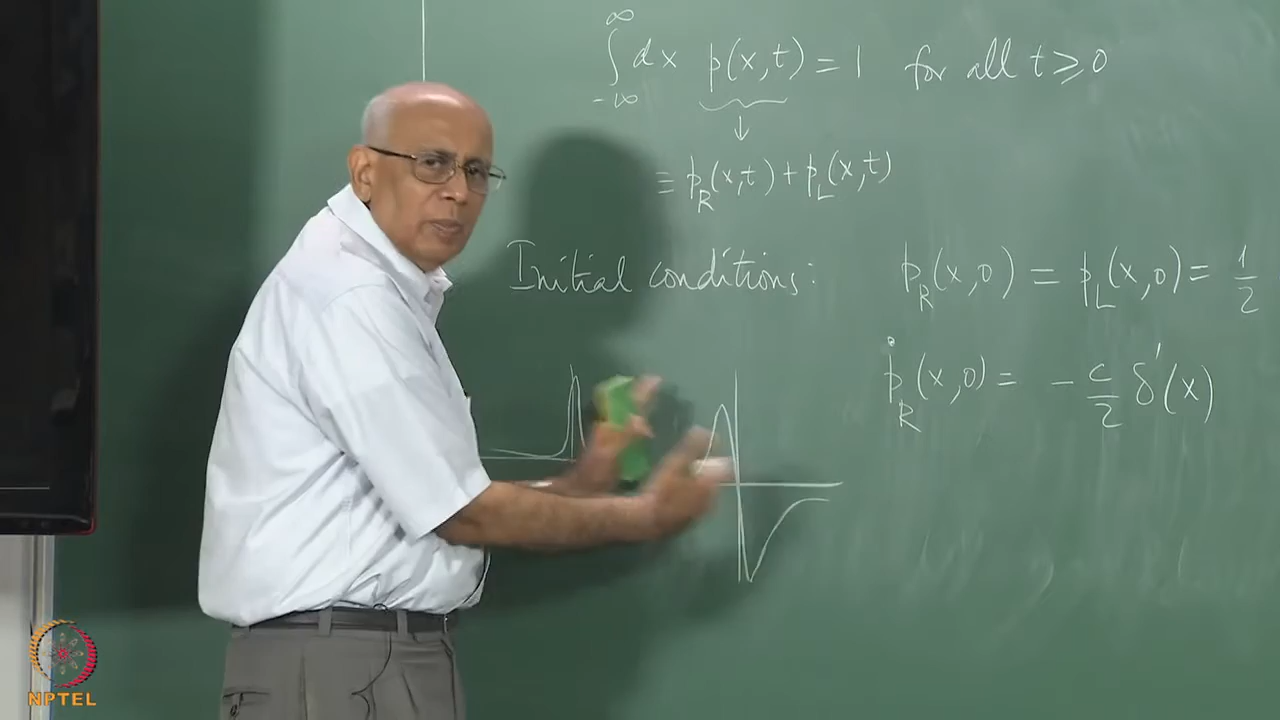 ∫_{-∞}^{∞} dx p(x,t) = 1 for all t ⩾ 0
↓
≡ p_R(x,t) + p_L(x,t)
Initial conditions: p_R(x,0) = p_L(x,0) = 1/2
ṗ_R(x,0) = - c/2 δ'(x)
NPTEL